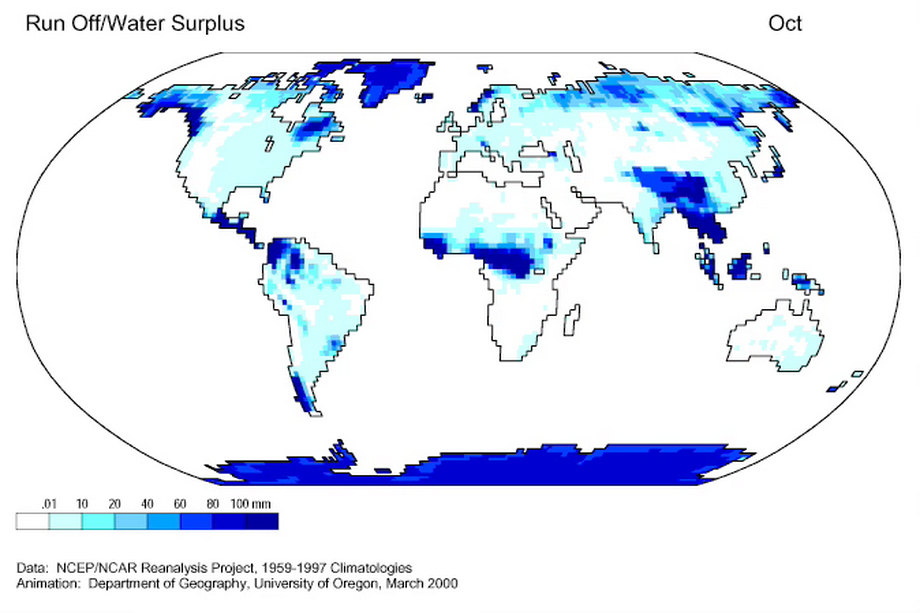 Run Off/Water Surplus
Oct
.01 10 20 40 60 80 100 mm
Data: NCEP/NCAR Reanalysis Project, 1959-1997 Climatologies
Animation: Department of Geography, University of Oregon, March 2000